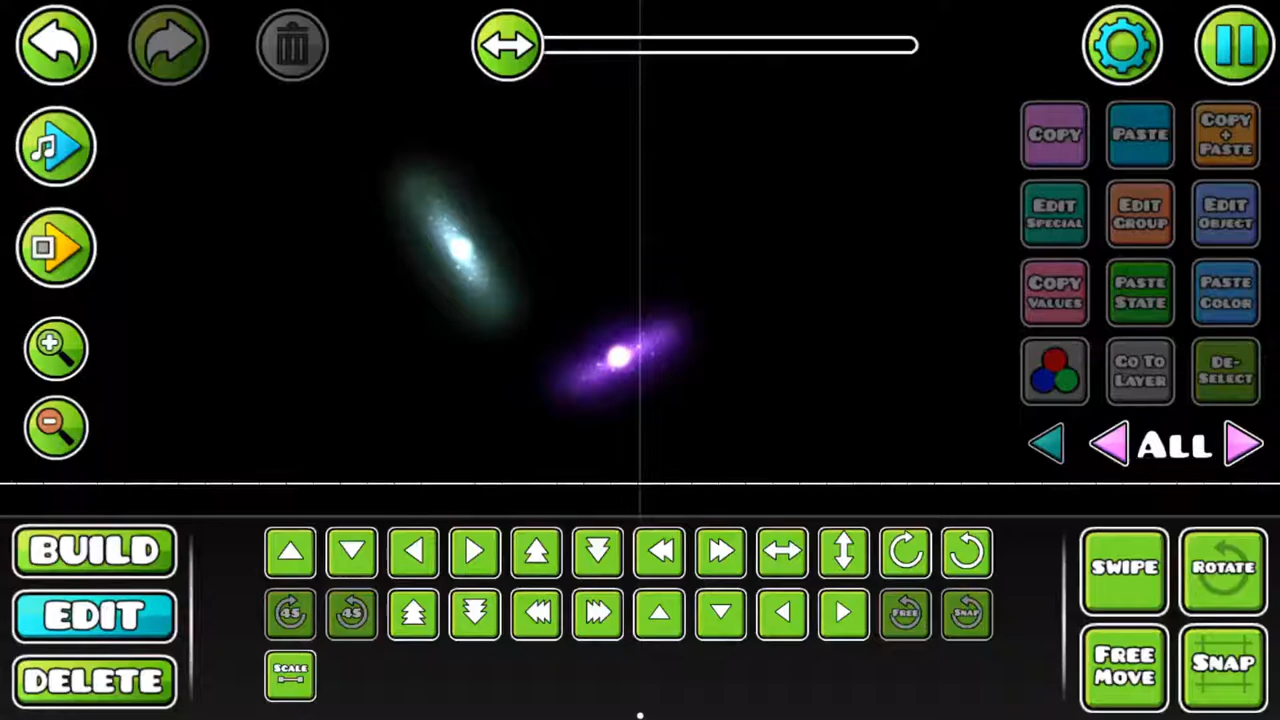 COPY
PASTE
COPY
+
PASTE
EDIT
SPECIAL
EDIT
GROUP
EDIT
OBJECT
COPY
VALUES
PASTE
STATE
PASTE
COLOR
GO TO
LAYER
DE-
SELECT
ALL
BUILD
EDIT
DELETE
45
45
FREE
SNAP
SCALE
SWIPE
ROTATE
FREE
MOVE
SNAP